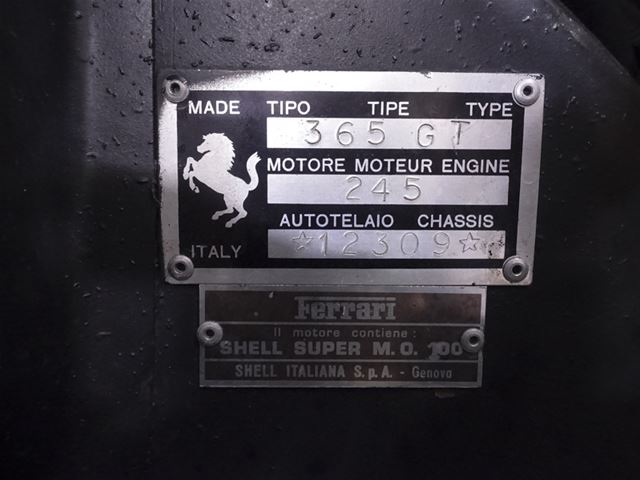 MADE TIPO TIPE TYPE
365 GT
MOTORE MOTEUR ENGINE
245
AUTOTELAIO CHASSIS
ITALY ☆12309☆
Ferrari
Il motore contiene:
SHELL SUPER M.O. 100
SHELL ITALIANA S.p.A. - Genova